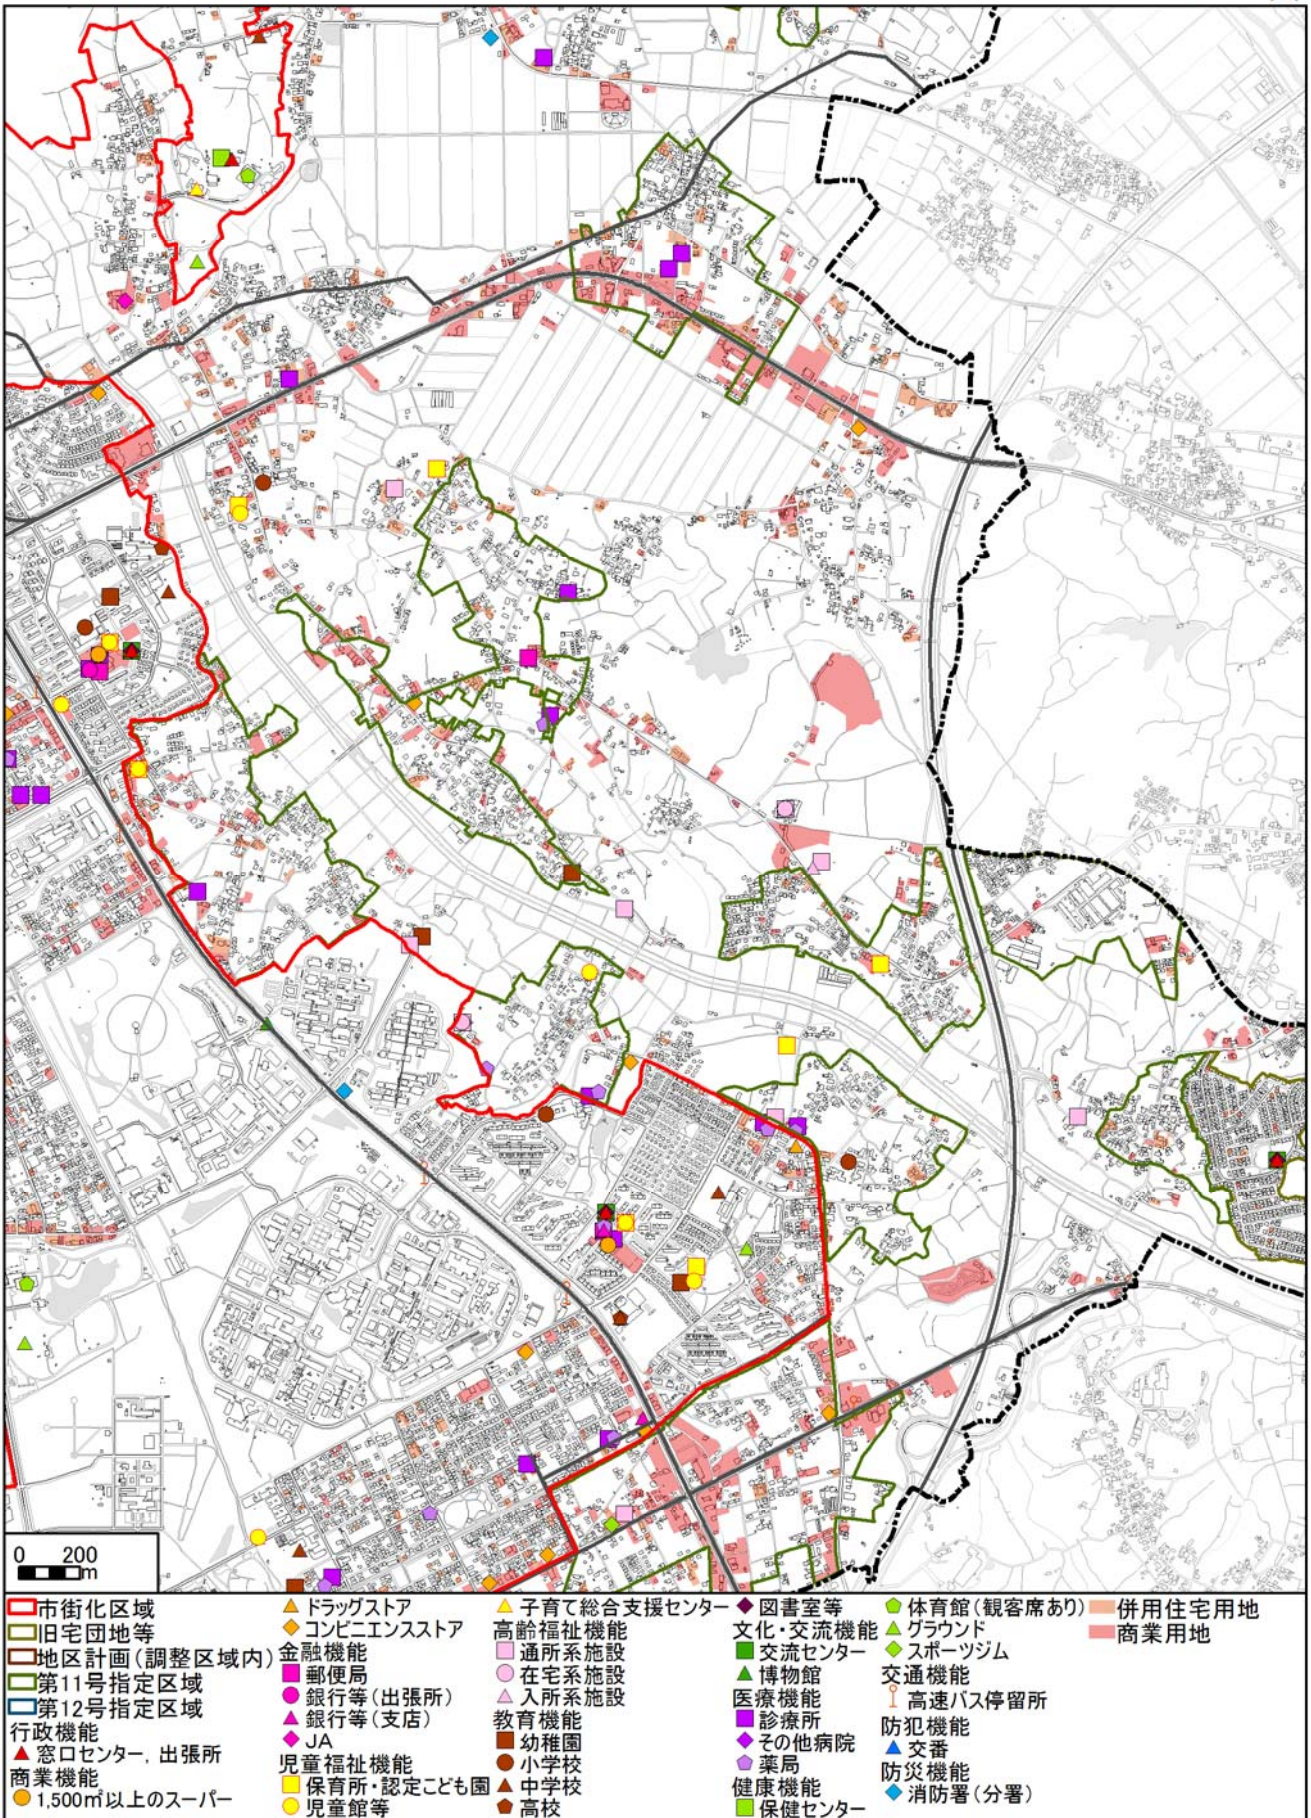 0 200
m
市街化区域
旧宅団地等
地区計画(調整区域内)
第11号指定区域
第12号指定区域
行政機能
窓口センター,出張所
商業機能
1,500㎡以上のスーパー
ドラッグストア
コンビニエンスストア
金融機能
郵便局
銀行等(出張所)
銀行等(支店)
JA
児童福祉機能
保育所・認定こども園
児童館等
子育て総合支援センター
高齢福祉機能
通所系施設
在宅系施設
入所系施設
教育機能
幼稚園
小学校
中学校
高校
図書室等
文化・交流機能
交流センター
博物館
医療機能
診療所
その他病院
薬局
健康機能
保健センター
体育館(観客席あり)
グラウンド
スポーツジム
交通機能
高速バス停留所
防犯機能
交番
防災機能
消防署(分署)
併用住宅用地
商業用地